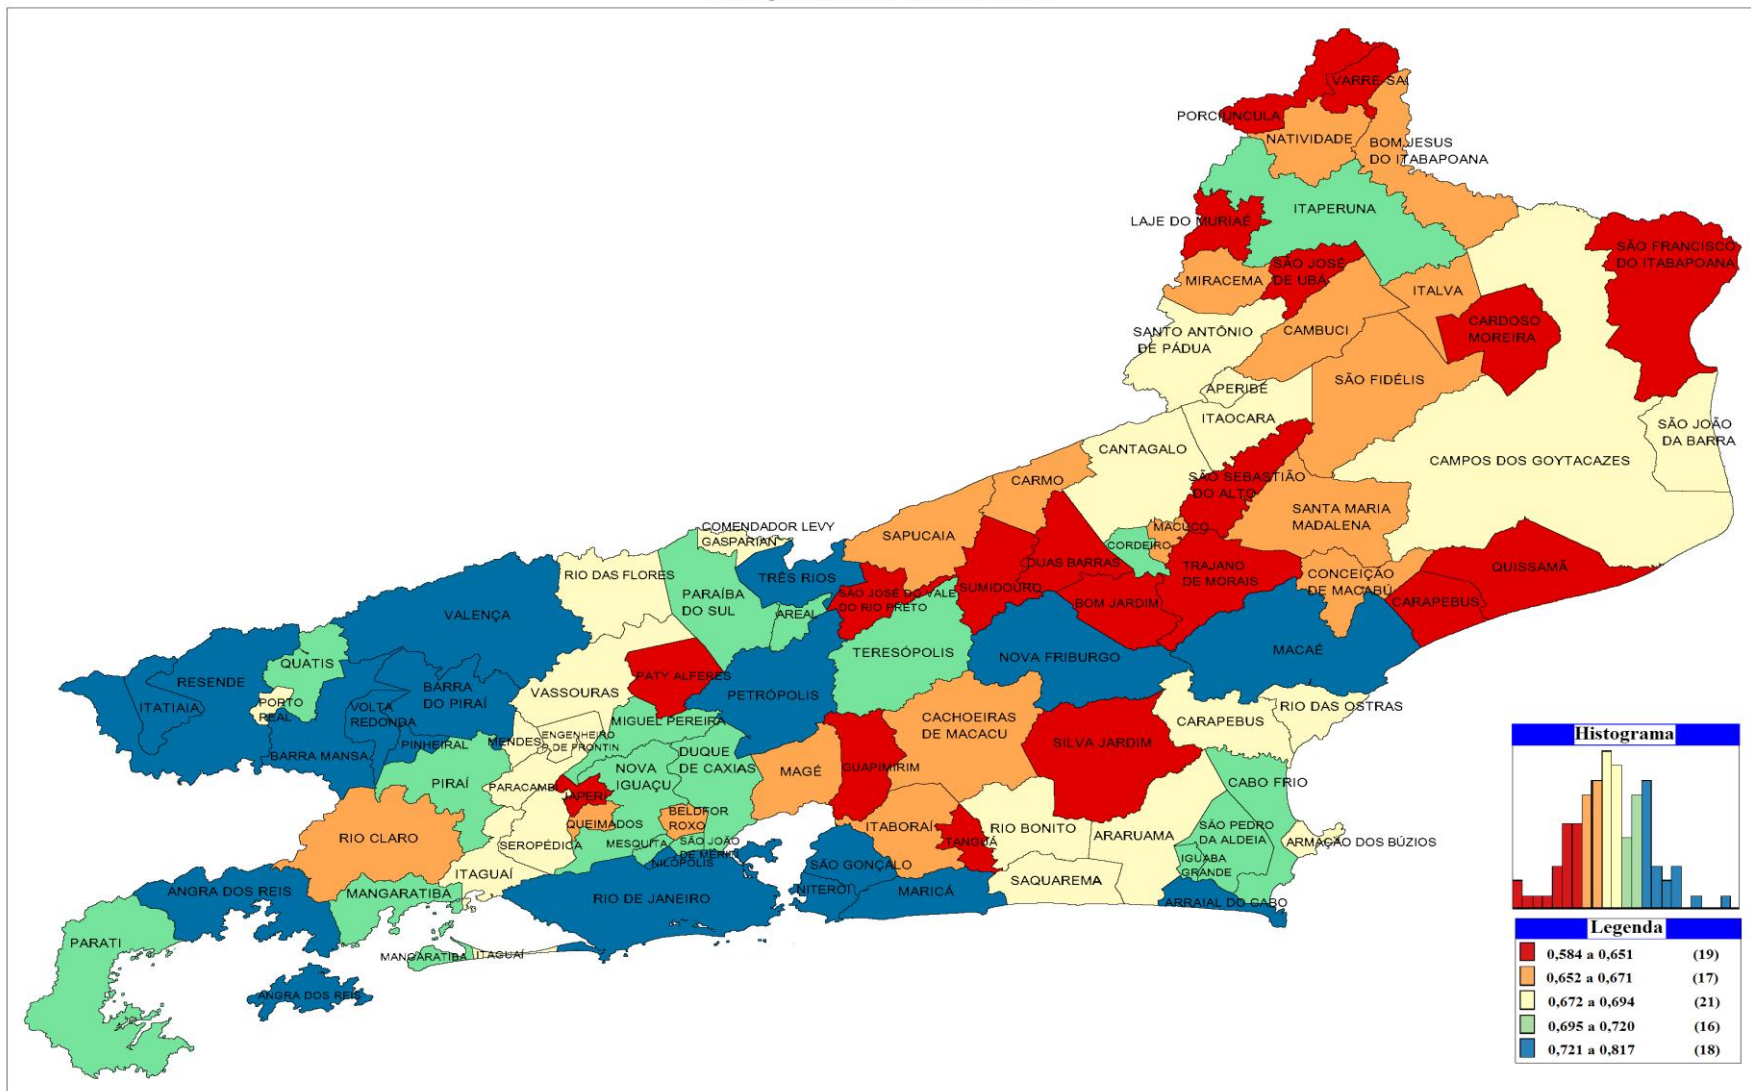 VARRE-SAI
PORCIÚNCULA
NATIVIDADE
BOM JESUS
DO ITABAPOANA
ITAPERUNA
LAJE DO MURIAÉ
SÃO FRANCISCO
DO ITABAPOANA
SÃO JOSÉ
DE UBÁ
MIRACEMA
ITALVA
CARDOSO
MOREIRA
SANTO ANTÔNIO
DE PÁDUA
CAMBUCI
SÃO FIDÉLIS
APERIBÉ
ITAOCARA
SÃO JOÃO
DA BARRA
CANTAGALO
CAMPOS DOS GOYTACAZES
CARMO
SÃO SEBASTIÃO
DO ALTO
SANTA MARIA
MADALENA
MACUCO
CORDEIRO
COMENDADOR LEVY
GASPARIAN
SAPUCAIA
DUAS BARRAS
TRAJANO
DE MORAIS
CONCEIÇÃO
DE MACABÚ
QUISSAMÃ
RIO DAS FLORES
TRÊS RIOS
PARAÍBA
DO SUL
SÃO JOSÉ DO VALE
DO RIO PRETO
SUMIDOURO
BOM JARDIM
CARAPEBUS
AREAL
VALENÇA
TERESÓPOLIS
NOVA FRIBURGO
MACAÉ
QUATIS
RESENDE
PATY ALFERES
VASSOURAS
BARRA
DO PIRAÍ
PETRÓPOLIS
ITATIAIA
PORTO
REAL
VOLTA
REDONDA
MIGUEL PEREIRA
CACHOEIRAS
DE MACACU
CARAPEBUS
RIO DAS OSTRAS
BARRA MANSA
PINHEIRAL
MENDES
ENGENHEIRO
P. DE FRONTIN
DUQUE
DE CAXIAS
SILVA JARDIM
NOVA
IGUAÇU
MAGÉ
GUAPIMIRIM
PIRAÍ
PARACAMBI
JAPERI
CABO FRIO
BELDFOR
ROXO
QUEIMADOS
RIO CLARO
SEROPÉDICA
MESQUITA
SÃO JOÃO
DE MERITI
NILÓPOLIS
ITABORAÍ
TANGUÁ
RIO BONITO
ARARUAMA
SÃO PEDRO
DA ALDEIA
ARMAÇÃO DOS BÚZIOS
IGUABA
GRANDE
SÃO GONÇALO
ITAGUAÍ
SAQUAREMA
ANGRA DOS REIS
MANGARATIBA
RIO DE JANEIRO
NITERÓI
MARICÁ
ARRAIAL DO CABO
PARATI
MANGARATIBA
ITAGUAÍ
ANGRA DOS REIS
Histograma
Legenda
0,584 a 0,651 (19)
0,652 a 0,671 (17)
0,672 a 0,694 (21)
0,695 a 0,720 (16)
0,721 a 0,817 (18)